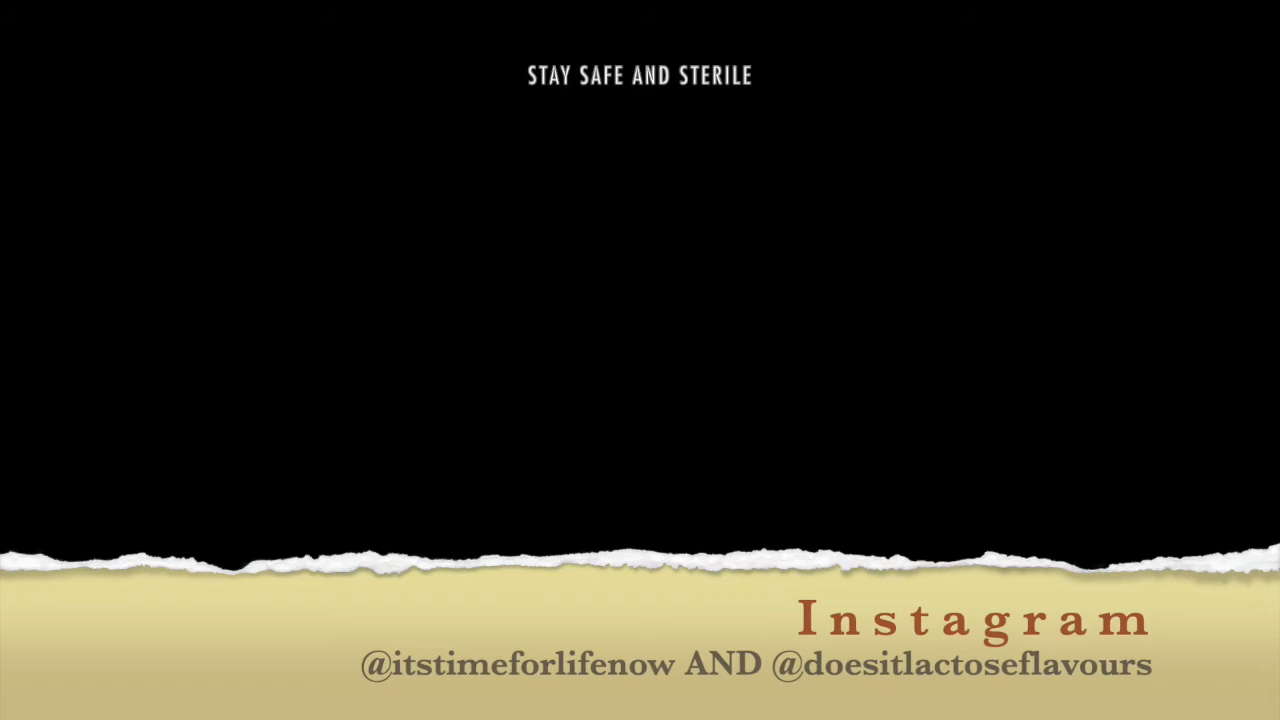 STAY SAFE AND STERILE
Instagram
@itstimeforlifenow AND @doesitlactoseflavours